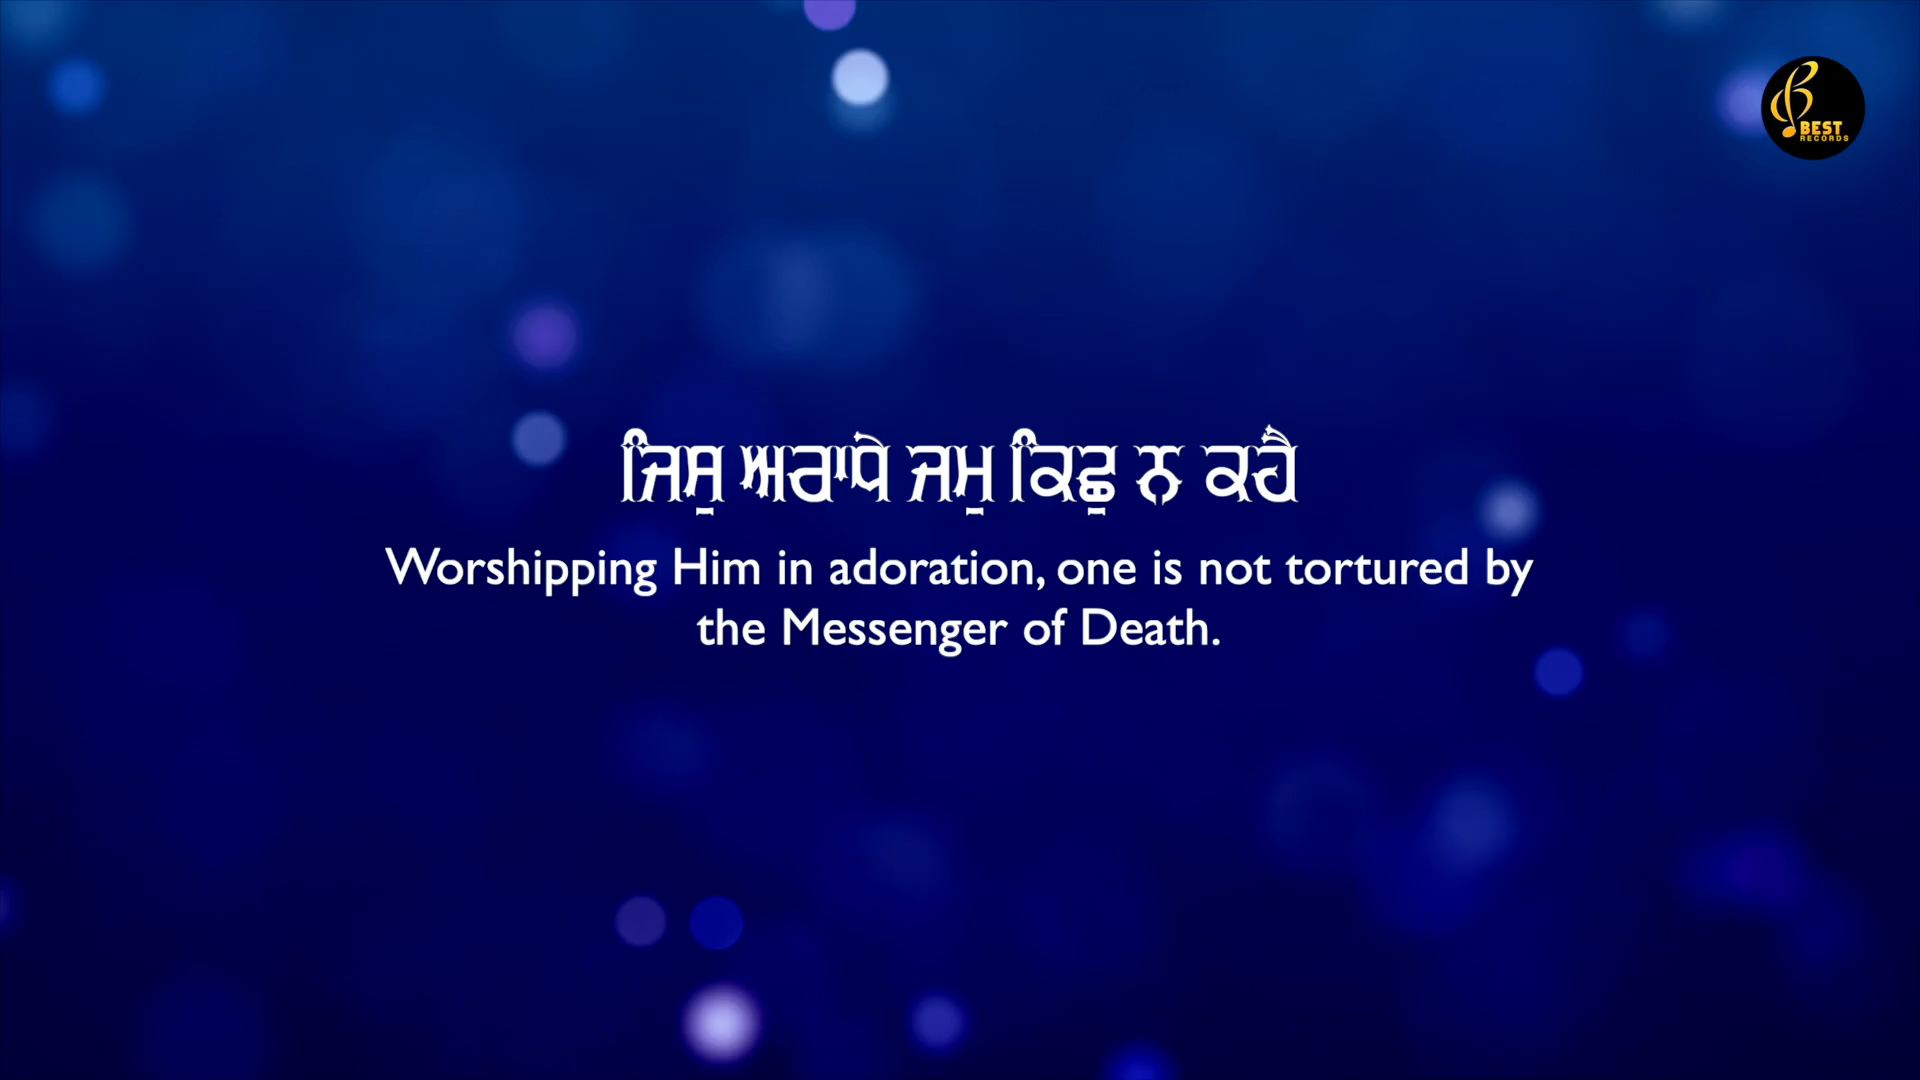 BEST
RECORDS
ਜਿਸੁ ਅਰਾਧੇ ਜਮੁ ਕਿਛੁ ਨ ਕਹੈ
Worshipping Him in adoration, one is not tortured by
the Messenger of Death.